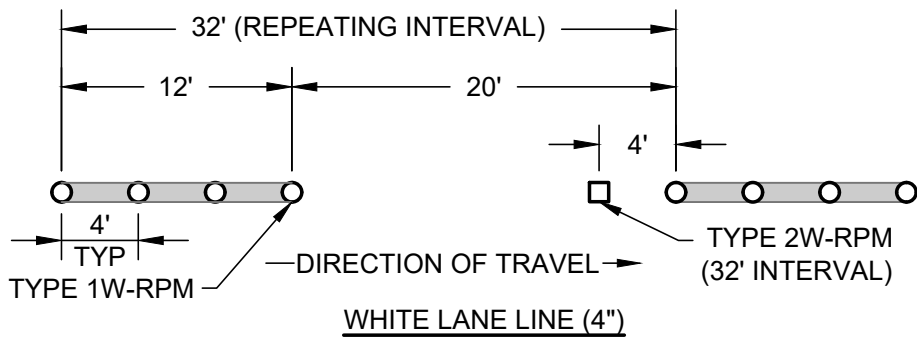 32' (REPEATING INTERVAL)
12'
20'
4'
4'
TYP
TYPE 1W-RPM
DIRECTION OF TRAVEL
TYPE 2W-RPM
(32' INTERVAL)
WHITE LANE LINE (4")